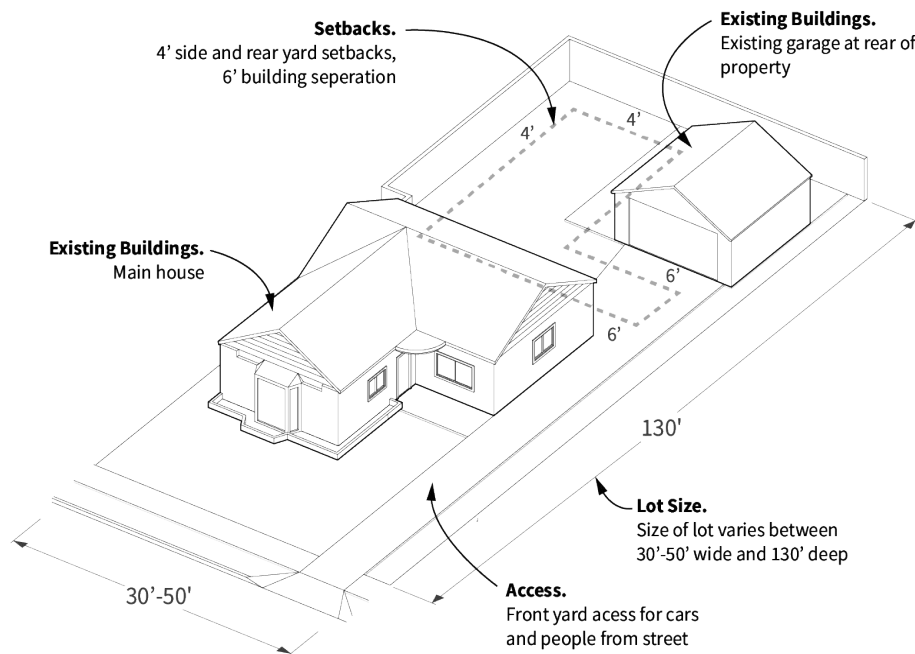 Setbacks.
4’ side and rear yard setbacks,
6’ building seperation
Existing Buildings.
Existing garage at rear of
property
4’
4’
Existing Buildings.
Main house
6’
6’
130'
Lot Size.
Size of lot varies between
30’-50’ wide and 130’ deep
30’-50’
Access.
Front yard acess for cars
and people from street